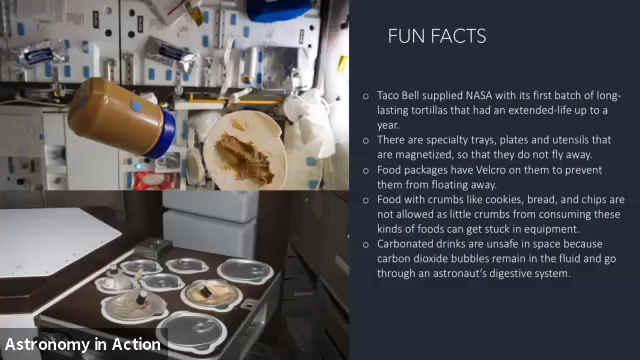 FUN FACTS
o Taco Bell supplied NASA with its first batch of long-
lasting tortillas that had an extended-life up to a
year.
o There are specialty trays, plates and utensils that
are magnetized, so that they do not fly away.
o Food packages have Velcro on them to prevent
them from floating away.
o Food with crumbs like cookies, bread, and chips are
not allowed as little crumbs from consuming these
kinds of foods can get stuck in equipment.
o Carbonated drinks are unsafe in space because
carbon dioxide bubbles remain in the fluid and go
through an astronaut's digestive system.
Astronomy in Action